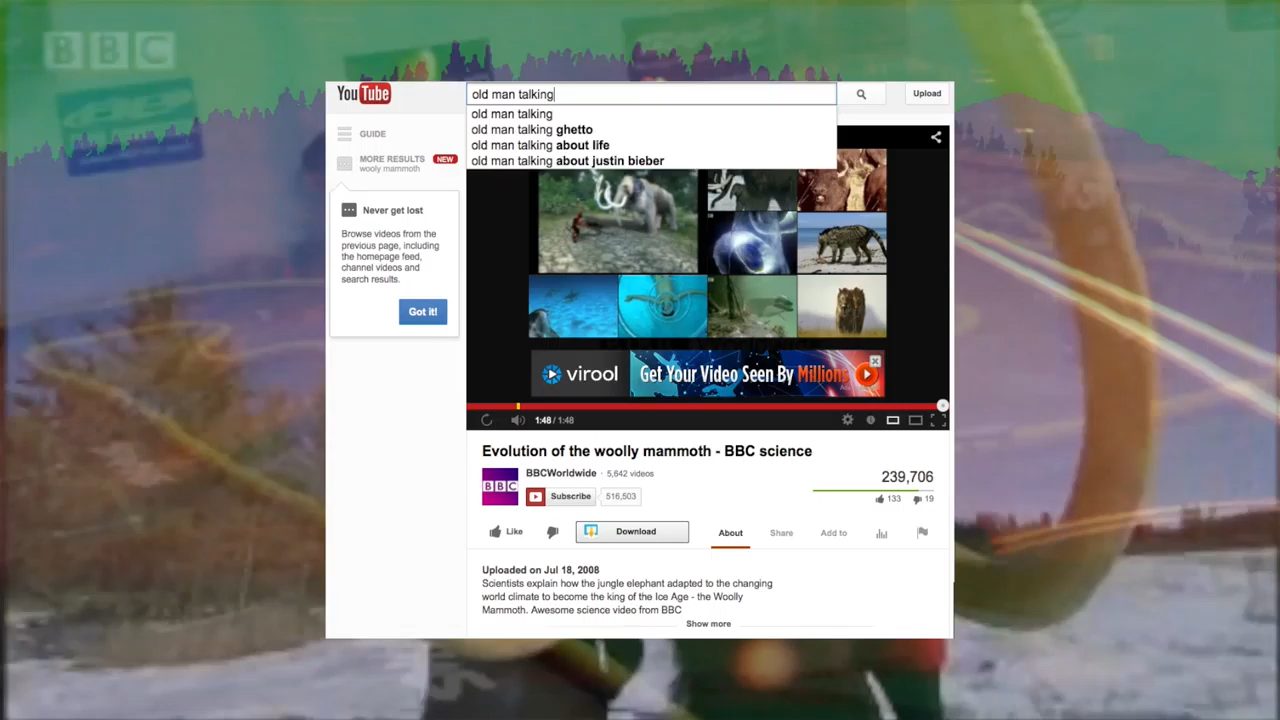 BBC
YouTube
old man talking
Upload
old man talking
old man talking ghetto
old man talking about life
old man talking about justin bieber
GUIDE
MORE RESULTS NEW
wooly mammoth
Never get lost
Browse videos from the
previous page, including
the homepage feed,
channel videos and
search results.
Got it!
virool
Get Your Video Seen By Millions
1:48 / 1:48
Evolution of the woolly mammoth - BBC science
BBC
BBCWorldwide · 5,642 videos
Subscribe 516,503
239,706
133 19
Like
Download
About
Share
Add to
Uploaded on Jul 18, 2008
Scientists explain how the jungle elephant adapted to the changing
world climate to become the king of the Ice Age - the Woolly
Mammoth. Awesome science video from BBC
Show more